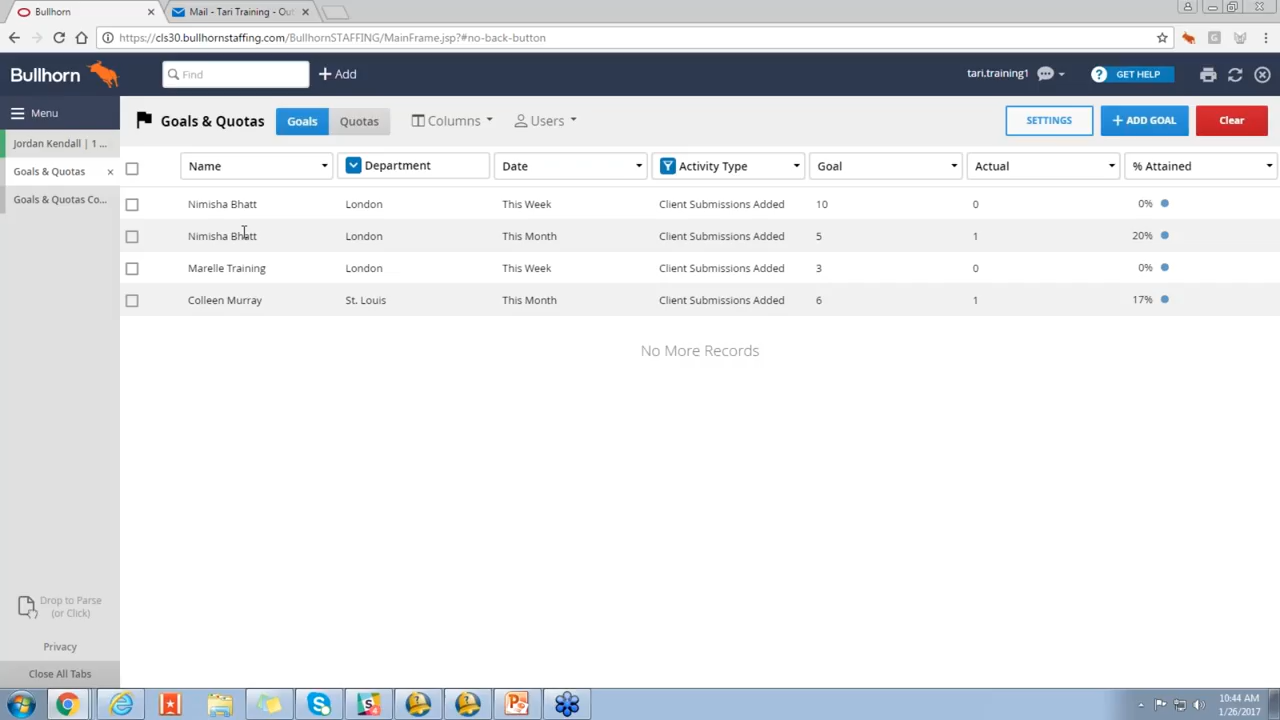 Bullhorn
Mail - Tari Training - Out
https://cls30.bullhornstaffing.com/BullhornSTAFFING/MainFrame.jsp?#no-back-button
Bullhorn
Find
+ Add
tari.training1
? GET HELP
Menu
Goals & Quotas
Goals
Quotas
Columns
Users
SETTINGS
+ ADD GOAL
Clear
Jordan Kendall | 1 ...
Goals & Quotas
Goals & Quotas Co...
Name Department Date Activity Type Goal Actual % Attained
Nimisha Bhatt London This Week Client Submissions Added 10 0 0%
Nimisha Bhatt London This Month Client Submissions Added 5 1 20%
Marelle Training London This Week Client Submissions Added 3 0 0%
Colleen Murray St. Louis This Month Client Submissions Added 6 1 17%
No More Records
Drop to Parse
(or Click)
Privacy
Close All Tabs
10:44 AM
1/26/2017